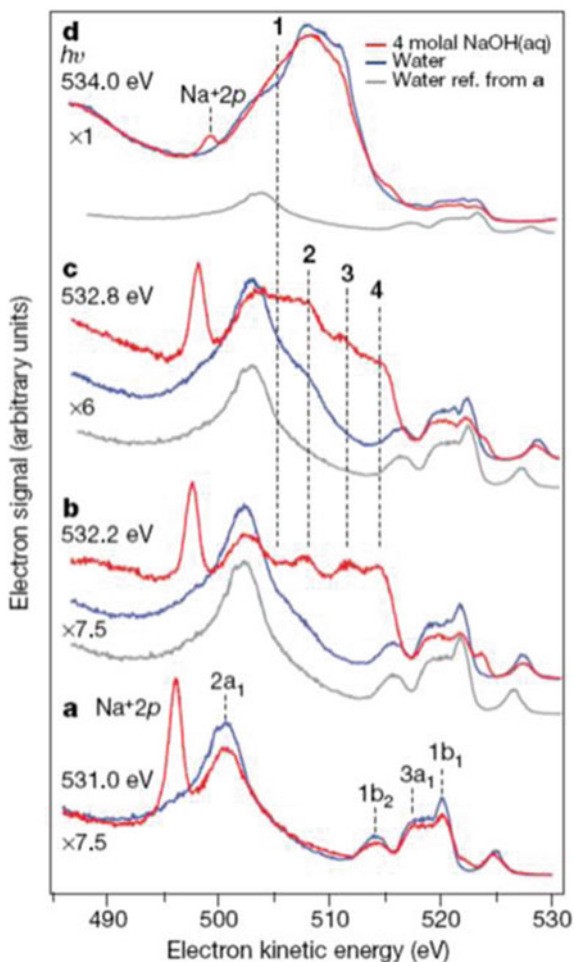 d
hν
534.0 eV
×1
Na⁺2p
1
4 molal NaOH(aq)
Water
Water ref. from a
c
532.8 eV
×6
2
3
4
b
532.2 eV
×7.5
a
Na⁺2p
531.0 eV
×7.5
2a₁
1b₂
3a₁
1b₁
490
500
510
520
530
Electron kinetic energy (eV)
Electron signal (arbitrary units)